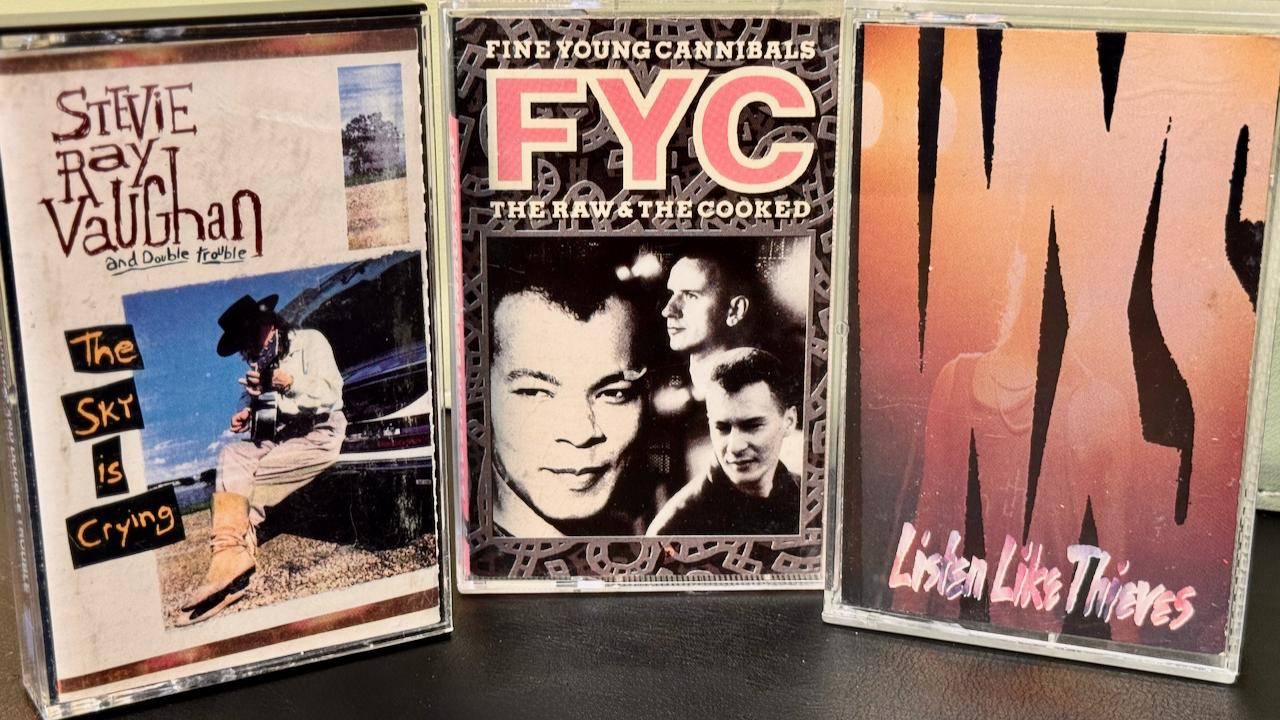 STEVIE
RAY
VAUGHAN
and Double Trouble
The
SKY
is
Crying
FINE YOUNG CANNIBALS
FYC
THE RAW & THE COOKED
INXS
Listen Like Thieves